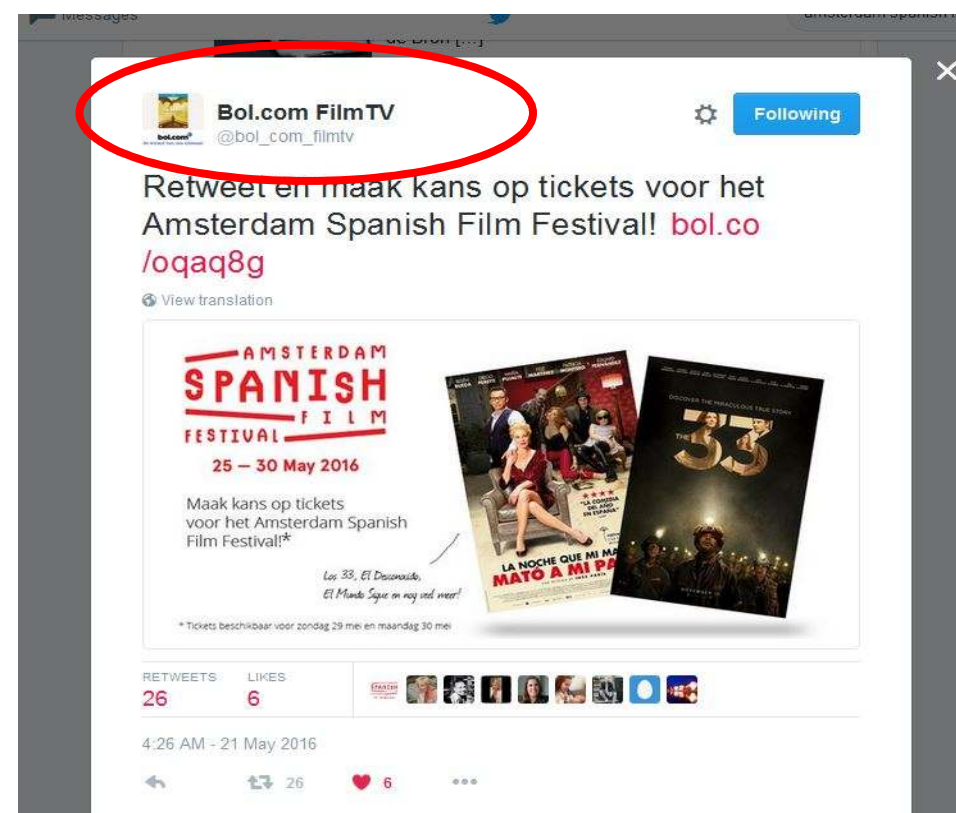 Messages
amsterdam spanish
de Bron […]
bol.com
Bol.com FilmTV
@bol_com_filmtv
Following
Retweet en maak kans op tickets voor het
Amsterdam Spanish Film Festival! bol.co
/oqaq8g
View translation
AMSTERDAM
SPANISH
FILM
FESTIVAL
25 – 30 May 2016
Maak kans op tickets
voor het Amsterdam Spanish
Film Festival!*
Los 33, El Desconocido,
El Mundo Sigue en nog veel meer!
* Tickets beschikbaar voor zondag 29 mei en maandag 30 mei
"LA COMEDIA
DEL AÑO
EN ESPAÑA"
LA NOCHE QUE MI MA
MATÓ A MI PA
DISCOVER THE MIRACULOUS TRUE STORY
THE 33
RETWEETS LIKES
26 6
4:26 AM - 21 May 2016
26 6